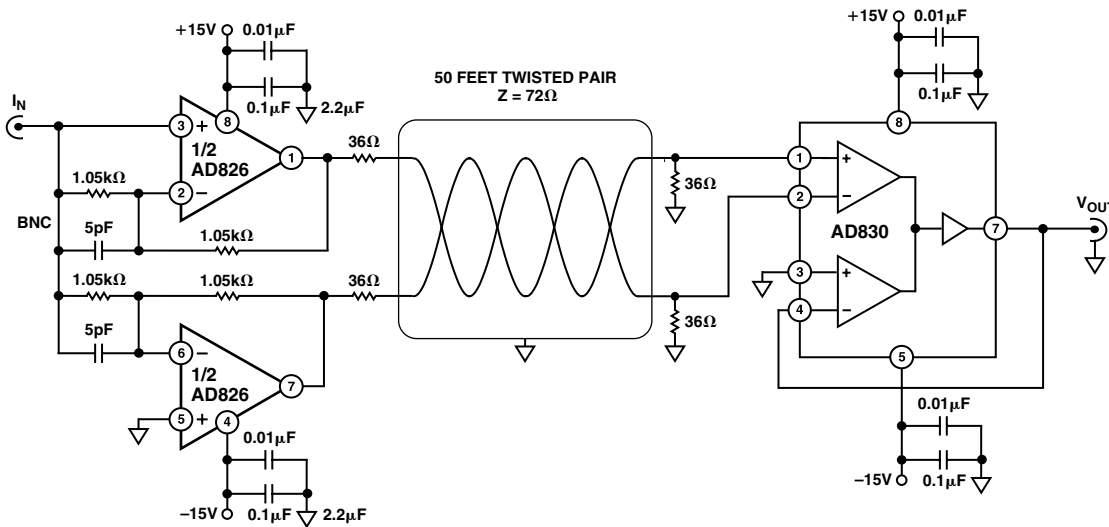 +15V
0.01μF
0.1μF
2.2μF
IN
3
+
8
1/2
AD826
1
1.05kΩ
2
–
BNC
5pF
1.05kΩ
36Ω
1.05kΩ
1.05kΩ
36Ω
5pF
6
–
1/2
AD826
7
5
+
4
0.01μF
–15V
0.1μF
2.2μF
50 FEET TWISTED PAIR
Z = 72Ω
36Ω
36Ω
+15V
0.01μF
0.1μF
8
1
+
2
–
AD830
3
+
4
–
7
VOUT
5
0.01μF
–15V
0.1μF